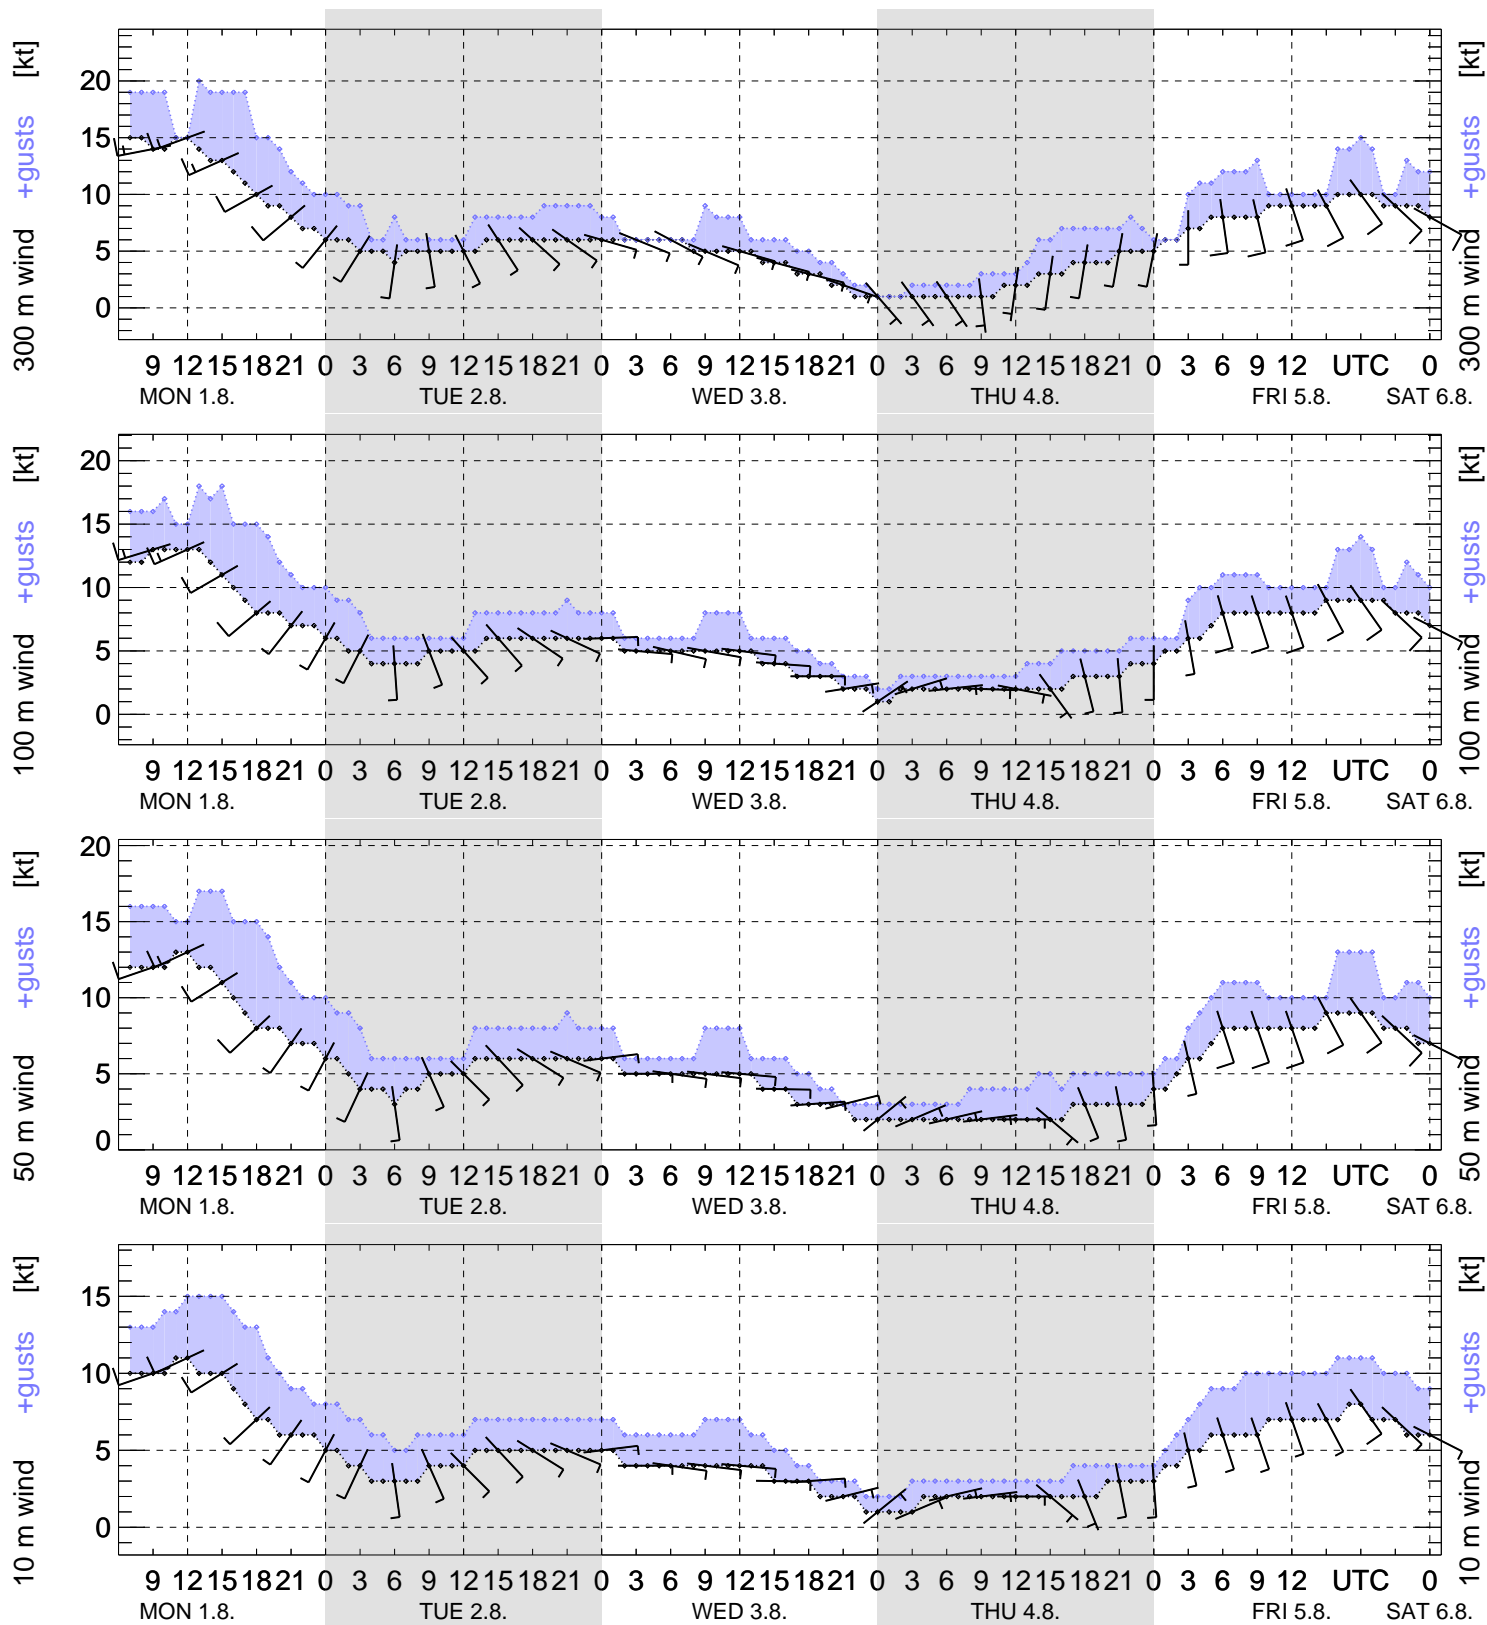 300 m wind +gusts [kt]
20
15
10
5
0
300 m wind +gusts [kt]
9 12 15 18 21 0 3 6 9 12 15 18 21 0 3 6 9 12 15 18 21 0 3 6 9 12 15 18 21 0 3 6 9 12 UTC 0
MON 1.8. TUE 2.8. WED 3.8. THU 4.8. FRI 5.8. SAT 6.8.
100 m wind +gusts [kt]
20
15
10
5
0
100 m wind +gusts [kt]
9 12 15 18 21 0 3 6 9 12 15 18 21 0 3 6 9 12 15 18 21 0 3 6 9 12 15 18 21 0 3 6 9 12 UTC 0
MON 1.8. TUE 2.8. WED 3.8. THU 4.8. FRI 5.8. SAT 6.8.
50 m wind +gusts [kt]
20
15
10
5
0
50 m wind +gusts [kt]
9 12 15 18 21 0 3 6 9 12 15 18 21 0 3 6 9 12 15 18 21 0 3 6 9 12 15 18 21 0 3 6 9 12 UTC 0
MON 1.8. TUE 2.8. WED 3.8. THU 4.8. FRI 5.8. SAT 6.8.
10 m wind +gusts [kt]
15
10
5
0
10 m wind +gusts [kt]
9 12 15 18 21 0 3 6 9 12 15 18 21 0 3 6 9 12 15 18 21 0 3 6 9 12 15 18 21 0 3 6 9 12 UTC 0
MON 1.8. TUE 2.8. WED 3.8. THU 4.8. FRI 5.8. SAT 6.8.